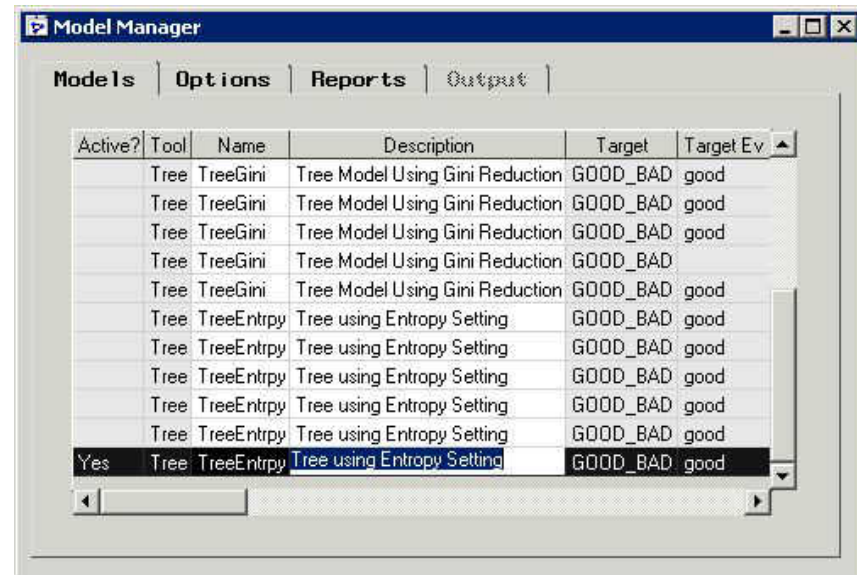 Model Manager
Models Options Reports Output
Active? Tool Name Description Target Target Ev
Tree TreeGini Tree Model Using Gini Reduction GOOD_BAD good
Tree TreeGini Tree Model Using Gini Reduction GOOD_BAD good
Tree TreeGini Tree Model Using Gini Reduction GOOD_BAD good
Tree TreeGini Tree Model Using Gini Reduction GOOD_BAD
Tree TreeGini Tree Model Using Gini Reduction GOOD_BAD good
Tree TreeEntrpy Tree using Entropy Setting GOOD_BAD good
Tree TreeEntrpy Tree using Entropy Setting GOOD_BAD good
Tree TreeEntrpy Tree using Entropy Setting GOOD_BAD good
Tree TreeEntrpy Tree using Entropy Setting GOOD_BAD good
Tree TreeEntrpy Tree using Entropy Setting GOOD_BAD good
Yes Tree TreeEntrpy Tree using Entropy Setting GOOD_BAD good